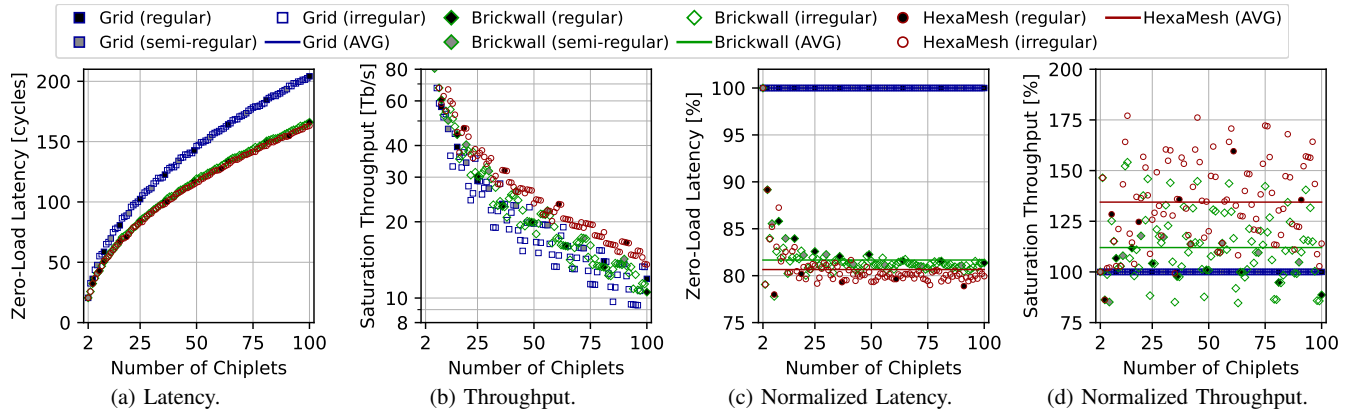 Grid (regular) Grid (irregular) Brickwall (regular) Brickwall (irregular) HexaMesh (regular) HexaMesh (AVG)
Grid (semi-regular) Grid (AVG) Brickwall (semi-regular) Brickwall (AVG) HexaMesh (irregular)
Zero-Load Latency [cycles]
200
150
100
50
0
2 25 50 75 100
Number of Chiplets
(a) Latency.
Saturation Throughput [Tb/s]
80
60
40
30
20
10
8
2 25 50 75 100
Number of Chiplets
(b) Throughput.
Zero-Load Latency [%]
100
95
90
85
80
75
2 25 50 75 100
Number of Chiplets
(c) Normalized Latency.
Saturation Throughput [%]
200
175
150
125
100
75
2 25 50 75 100
Number of Chiplets
(d) Normalized Throughput.